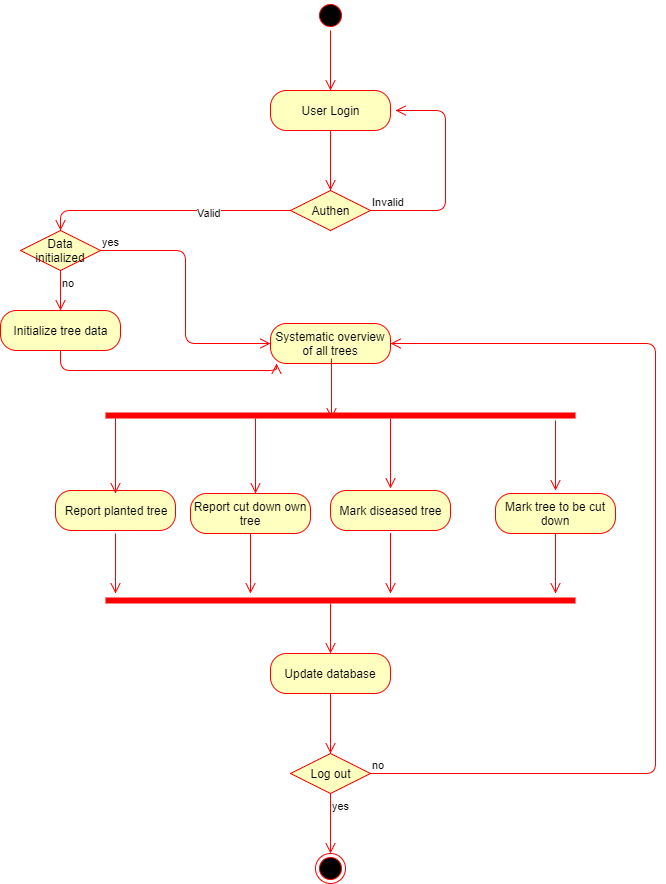 User Login
Authen
Invalid
Valid
Data
initialized
yes
no
Initialize tree data
Systematic overview
of all trees
Report planted tree
Report cut down own
tree
Mark diseased tree
Mark tree to be cut
down
Update database
Log out
no
yes